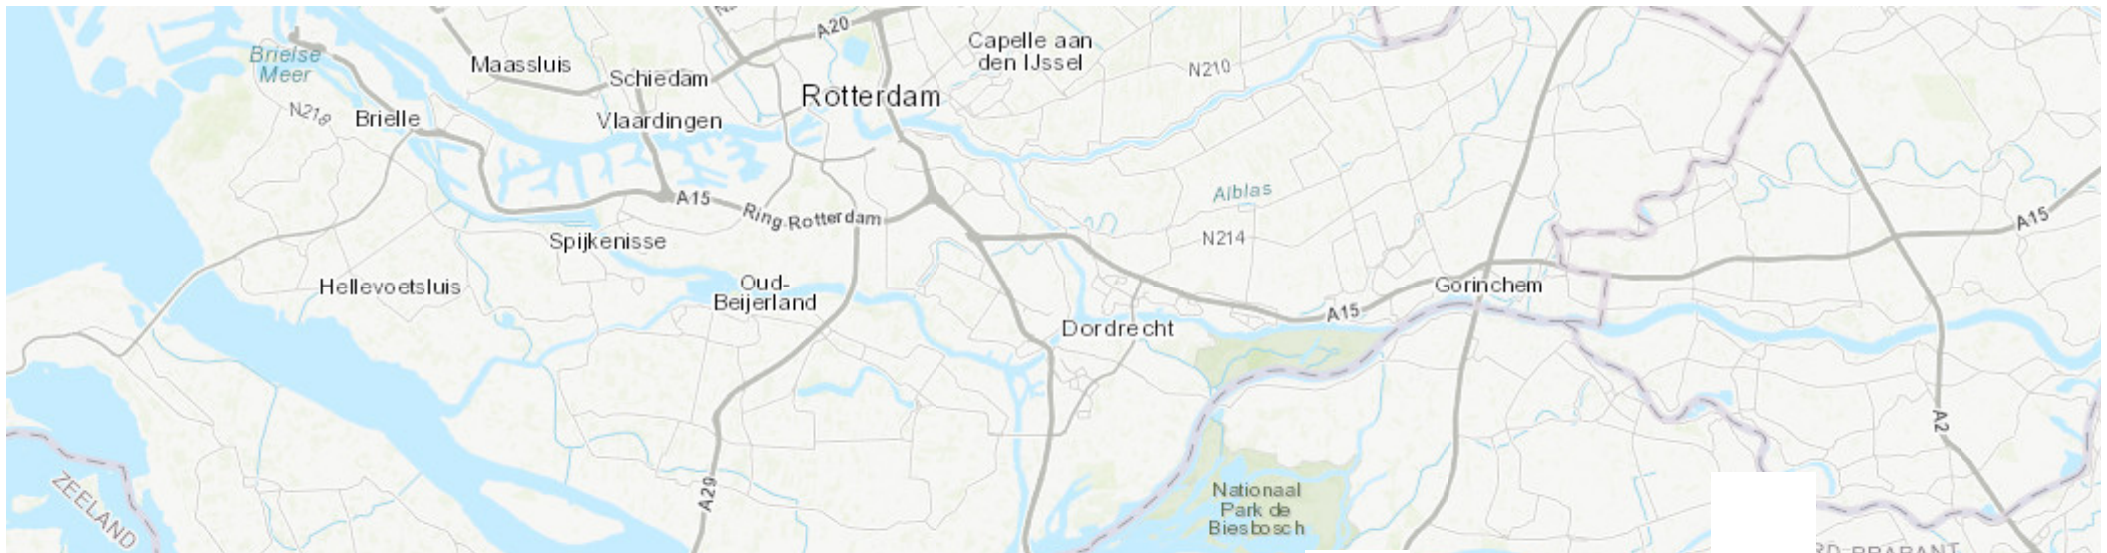 A20
Capelle aan
den IJssel
Brielse
Meer
Maassluis
Schiedam
N210
Rotterdam
N218
Brielle
Vlaardingen
Alblas
A15
Ring-Rotterdam
A15
Spijkenisse
N214
Hellevoetsluis
Oud-
Beijerland
Gorinchem
A15
Dordrecht
A2
ZEELAND
A29
Nationaal
Park de
Biesbosch